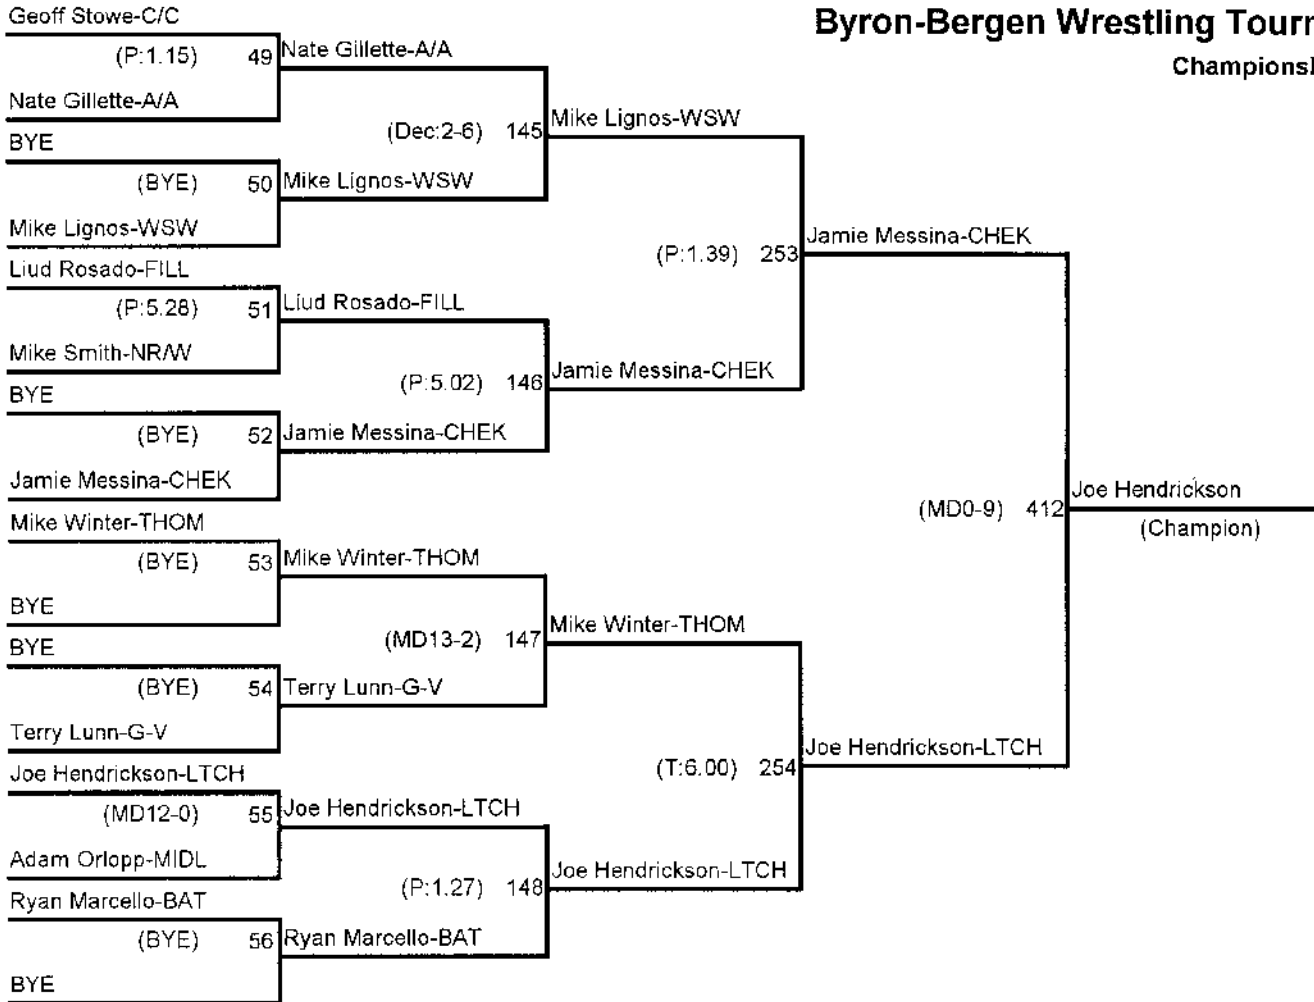 Byron-Bergen Wrestling
Geoff Stowe-C/C
(P:1.15) 49
Nate Gillette-A/A
Nate Gillette-A/A
BYE
(BYE) 50
Mike Lignos-WSW
Mike Lignos-WSW
(Dec:2-6) 145
Mike Lignos-WSW
Liud Rosado-FILL
(P:5.28) 51
Liud Rosado-FILL
Mike Smith-NR/W
BYE
(BYE) 52
Jamie Messina-CHEK
Jamie Messina-CHEK
(P:5.02) 146
Jamie Messina-CHEK
(P:1.39) 253
Jamie Messina-CHEK
Mike Winter-THOM
(BYE) 53
Mike Winter-THOM
BYE
BYE
(BYE) 54
Terry Lunn-G-V
Terry Lunn-G-V
(MD13-2) 147
Mike Winter-THOM
Joe Hendrickson-LTCH
(MD12-0) 55
Joe Hendrickson-LTCH
Adam Orlopp-MIDL
Ryan Marcello-BAT
(BYE) 56
Ryan Marcello-BAT
BYE
(P:1.27) 148
Joe Hendrickson-LTCH
(T:6.00) 254
Joe Hendrickson-LTCH
(MD0-9) 412
Joe Hendrickson
(Champion)